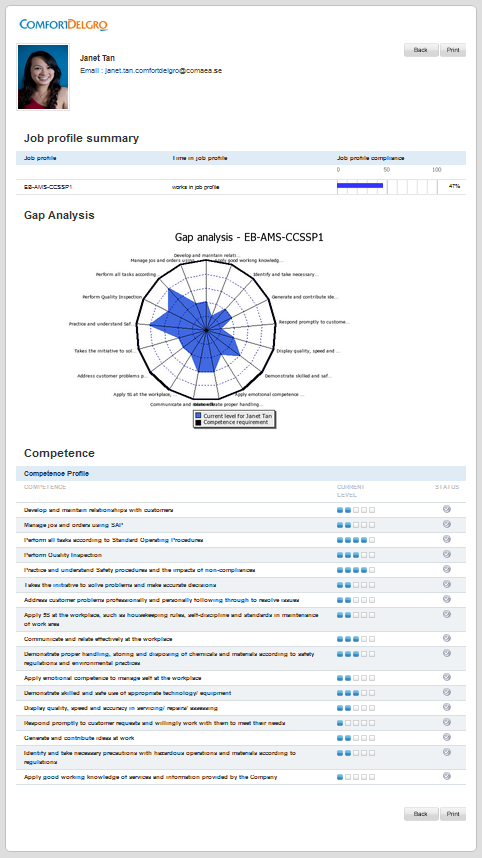 COMFORTDELGRO
Back Print
Janet Tan
Email : janet.tan.comfortdelgro@comaea.se
Job profile summary
Job profile Time in job profile Job profile compliance
0 50 100
EB-AMS-CCSSP1 works in job profile 47%
Gap Analysis
Gap analysis - EB-AMS-CCSSP1
Develop and maintain relati...
Manage jos and orders using ... Apply good working knowledg...
Perform all tasks according... Identify and take necessary...
Perform Quality Inspection Generate and contribute ide...
Practice and understand Saf... Respond promptly to custome...
Takes the initiative to sol... Display quality, speed and ...
Address customer problems p... Demonstrate skilled and saf...
Apply 5S at the workplace, ... Apply emotional competence ...
Communicate and proper handling...
Current level for Janet Tan
Competence requirement
Competence
Competence Profile
COMPETENCE CURRENT LEVEL STATUS
Develop and maintain relationships with customers
Manage jos and orders using SAP
Perform all tasks according to Standard Operating Procedures
Perform Quality Inspection
Practice and understand Safety procedures and the impacts of non-compliances
Takes the initiative to solve problems and make accurate decisions
Address customer problems professionally and personally following through to resolve issues
Apply 5S at the workplace, such as housekeeping rules, self-discipline and standards in maintenance
of work area
Communicate and relate effectively at the workplace
Demonstrate proper handling, storing and disposing of chemicals and materials according to safety
regulations and environmental practices
Apply emotional competence to manage self at the workplace
Demonstrate skilled and safe use of appropriate technology/ equipment
Display quality, speed and accuracy in servicing/ repairs/ assessing
Respond promptly to customer requests and willingly work with them to meet their needs
Generate and contribute ideas at work
Identify and take necessary precautions with hazardous operations and materials according to
regulations
Apply good working knowledge of services and information provided by the Company
Back Print